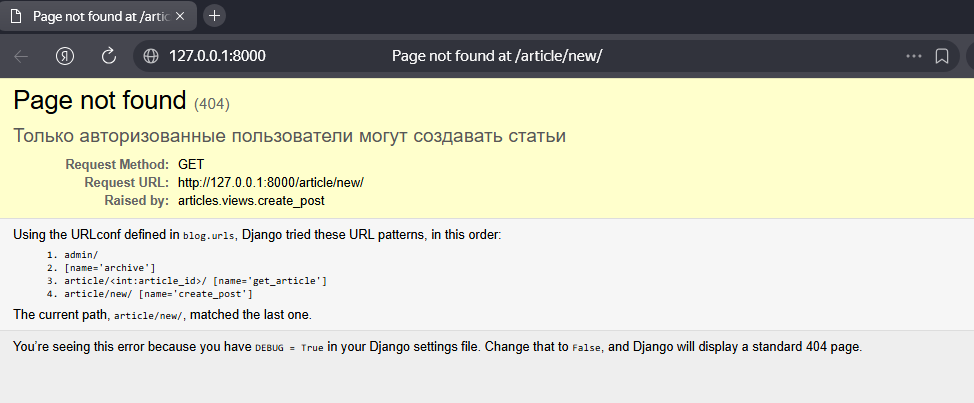 Page not found at /artic
127.0.0.1:8000 Page not found at /article/new/
Page not found (404)
Только авторизованные пользователи могут создавать статьи
Request Method: GET
Request URL: http://127.0.0.1:8000/article/new/
Raised by: articles.views.create_post
Using the URLconf defined in blog.urls, Django tried these URL patterns, in this order:
1. admin/
2. [name='archive']
3. article/<int:article_id>/ [name='get_article']
4. article/new/ [name='create_post']
The current path, article/new/, matched the last one.
You're seeing this error because you have DEBUG = True in your Django settings file. Change that to False, and Django will display a standard 404 page.